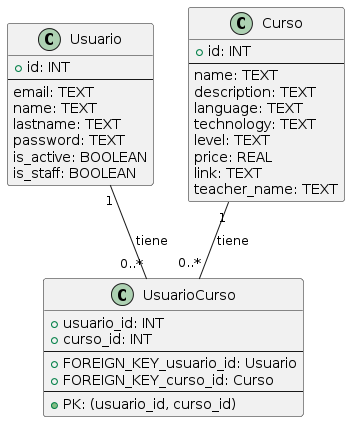 C Usuario
id: INT
email: TEXT
name: TEXT
lastname: TEXT
password: TEXT
is_active: BOOLEAN
is_staff: BOOLEAN
C Curso
id: INT
name: TEXT
description: TEXT
language: TEXT
technology: TEXT
level: TEXT
price: REAL
link: TEXT
teacher_name: TEXT
1
tiene
0..*
1
tiene
0..*
C UsuarioCurso
usuario_id: INT
curso_id: INT
FOREIGN_KEY_usuario_id: Usuario
FOREIGN_KEY_curso_id: Curso
PK: (usuario_id, curso_id)